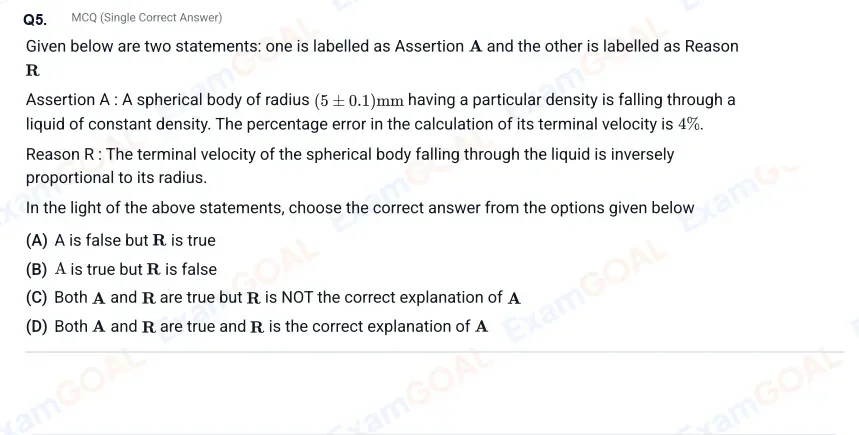 Q5. MCQ (Single Correct Answer)
Given below are two statements: one is labelled as Assertion A and the other is labelled as Reason
R
Assertion A : A spherical body of radius (5 ± 0.1)mm having a particular density is falling through a
liquid of constant density. The percentage error in the calculation of its terminal velocity is 4%.
Reason R : The terminal velocity of the spherical body falling through the liquid is inversely
proportional to its radius.
In the light of the above statements, choose the correct answer from the options given below
(A) A is false but R is true
(B) A is true but R is false
(C) Both A and R are true but R is NOT the correct explanation of A
(D) Both A and R are true and R is the correct explanation of A
ExamGOAL